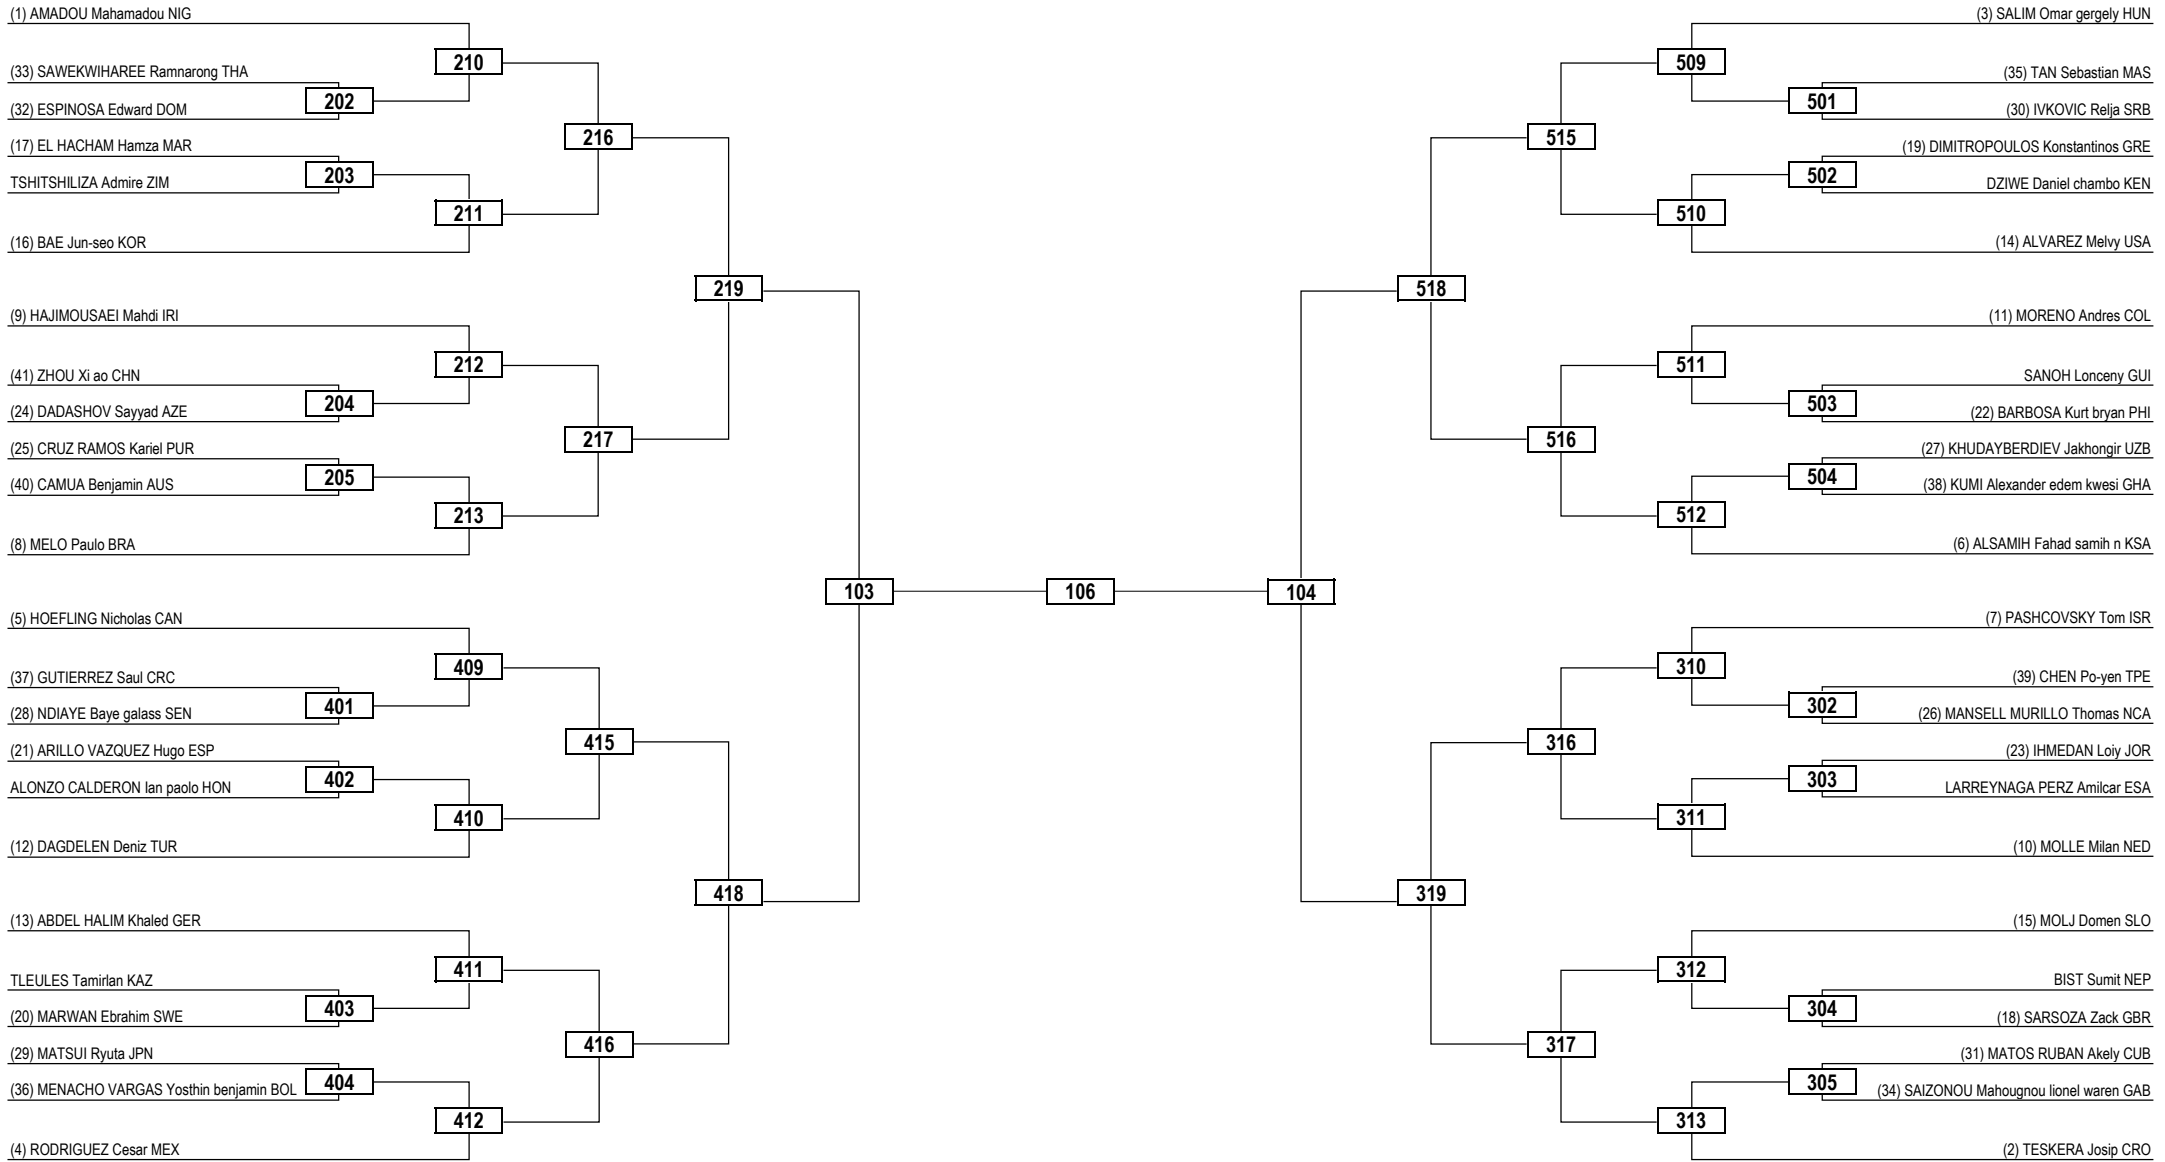 (1) AMADOU Mahamadou NIG
210
(33) SAWEKWIHAREE Ramnarong THA
202
(32) ESPINOSA Edward DOM
216
(17) EL HACHAM Hamza MAR
203
TSHITSHILIZA Admire ZIM
211
(16) BAE Jun-seo KOR
219
(9) HAJIMOUSAEI Mahdi IRI
212
(41) ZHOU Xi ao CHN
204
(24) DADASHOV Sayyad AZE
217
(25) CRUZ RAMOS Kariel PUR
205
(40) CAMUA Benjamin AUS
213
(8) MELO Paulo BRA
103
(5) HOEFLING Nicholas CAN
409
(37) GUTIERREZ Saul CRC
401
(28) NDIAYE Baye galass SEN
415
(21) ARILLO VAZQUEZ Hugo ESP
402
ALONZO CALDERON Ian paolo HON
410
(12) DAGDELEN Deniz TUR
418
(13) ABDEL HALIM Khaled GER
411
TLEULES Tamirlan KAZ
403
(20) MARWAN Ebrahim SWE
416
(29) MATSUI Ryuta JPN
404
(36) MENACHO VARGAS Yosthin benjamin BOL
412
(4) RODRIGUEZ Cesar MEX
106
(3) SALIM Omar gergely HUN
509
(35) TAN Sebastian MAS
501
(30) IVKOVIC Relja SRB
515
(19) DIMITROPOULOS Konstantinos GRE
502
DZIWE Daniel chambo KEN
510
(14) ALVAREZ Melvy USA
518
(11) MORENO Andres COL
511
SANOH Lonceny GUI
503
(22) BARBOSA Kurt bryan PHI
516
(27) KHUDAYBERDIEV Jakhongir UZB
504
(38) KUMI Alexander edem kwesi GHA
512
(6) ALSAMIH Fahad samih n KSA
104
(7) PASHCOVSKY Tom ISR
310
(39) CHEN Po-yen TPE
302
(26) MANSELL MURILLO Thomas NCA
316
(23) IHMEDAN Loiy JOR
303
LARREYNAGA PERZ Amilcar ESA
311
(10) MOLLE Milan NED
319
(15) MOLJ Domen SLO
312
BIST Sumit NEP
304
(18) SARSOZA Zack GBR
317
(31) MATOS RUBAN Akely CUB
305
(34) SAIZONOU Mahougnou lionel waren GAB
313
(2) TESKERA Josip CRO